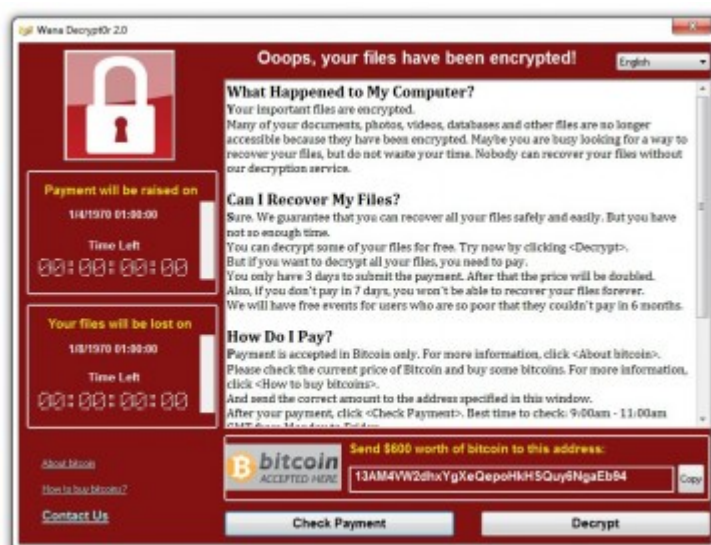 Wana Decrypt0r 2.0
Ooops, your files have been encrypted!
English
What Happened to My Computer?
Your important files are encrypted.
Many of your documents, photos, videos, databases and other files are no longer
accessible because they have been encrypted. Maybe you are busy looking for a way to
recover your files, but do not waste your time. Nobody can recover your files without
our decryption service.
Can I Recover My Files?
Sure. We guarantee that you can recover all your files safely and easily. But you have
not so enough time.
You can decrypt some of your files for free. Try now by clicking <Decrypt>.
But if you want to decrypt all your files, you need to pay.
You only have 3 days to submit the payment. After that the price will be doubled.
Also, if you don't pay in 7 days, you won't be able to recover your files forever.
We will have free events for users who are so poor that they couldn't pay in 6 months.
How Do I Pay?
Payment is accepted in Bitcoin only. For more information, click <About bitcoin>.
Please check the current price of Bitcoin and buy some bitcoins. For more information,
click <How to buy bitcoins>.
And send the correct amount to the address specified in this window.
After your payment, click <Check Payment>. Best time to check: 9:00am - 11:00am
GMT from Monday to Friday.
Payment will be raised on
1/4/1970 01:00:00
Time Left
00:00:00:00
Your files will be lost on
1/8/1970 01:00:00
Time Left
00:00:00:00
About bitcoin
How to buy bitcoins?
Contact Us
bitcoin
ACCEPTED HERE
Send $600 worth of bitcoin to this address:
13AM4VW2dhxYgXeQepoHkHSQuy6NgaEb94
Copy
Check Payment
Decrypt